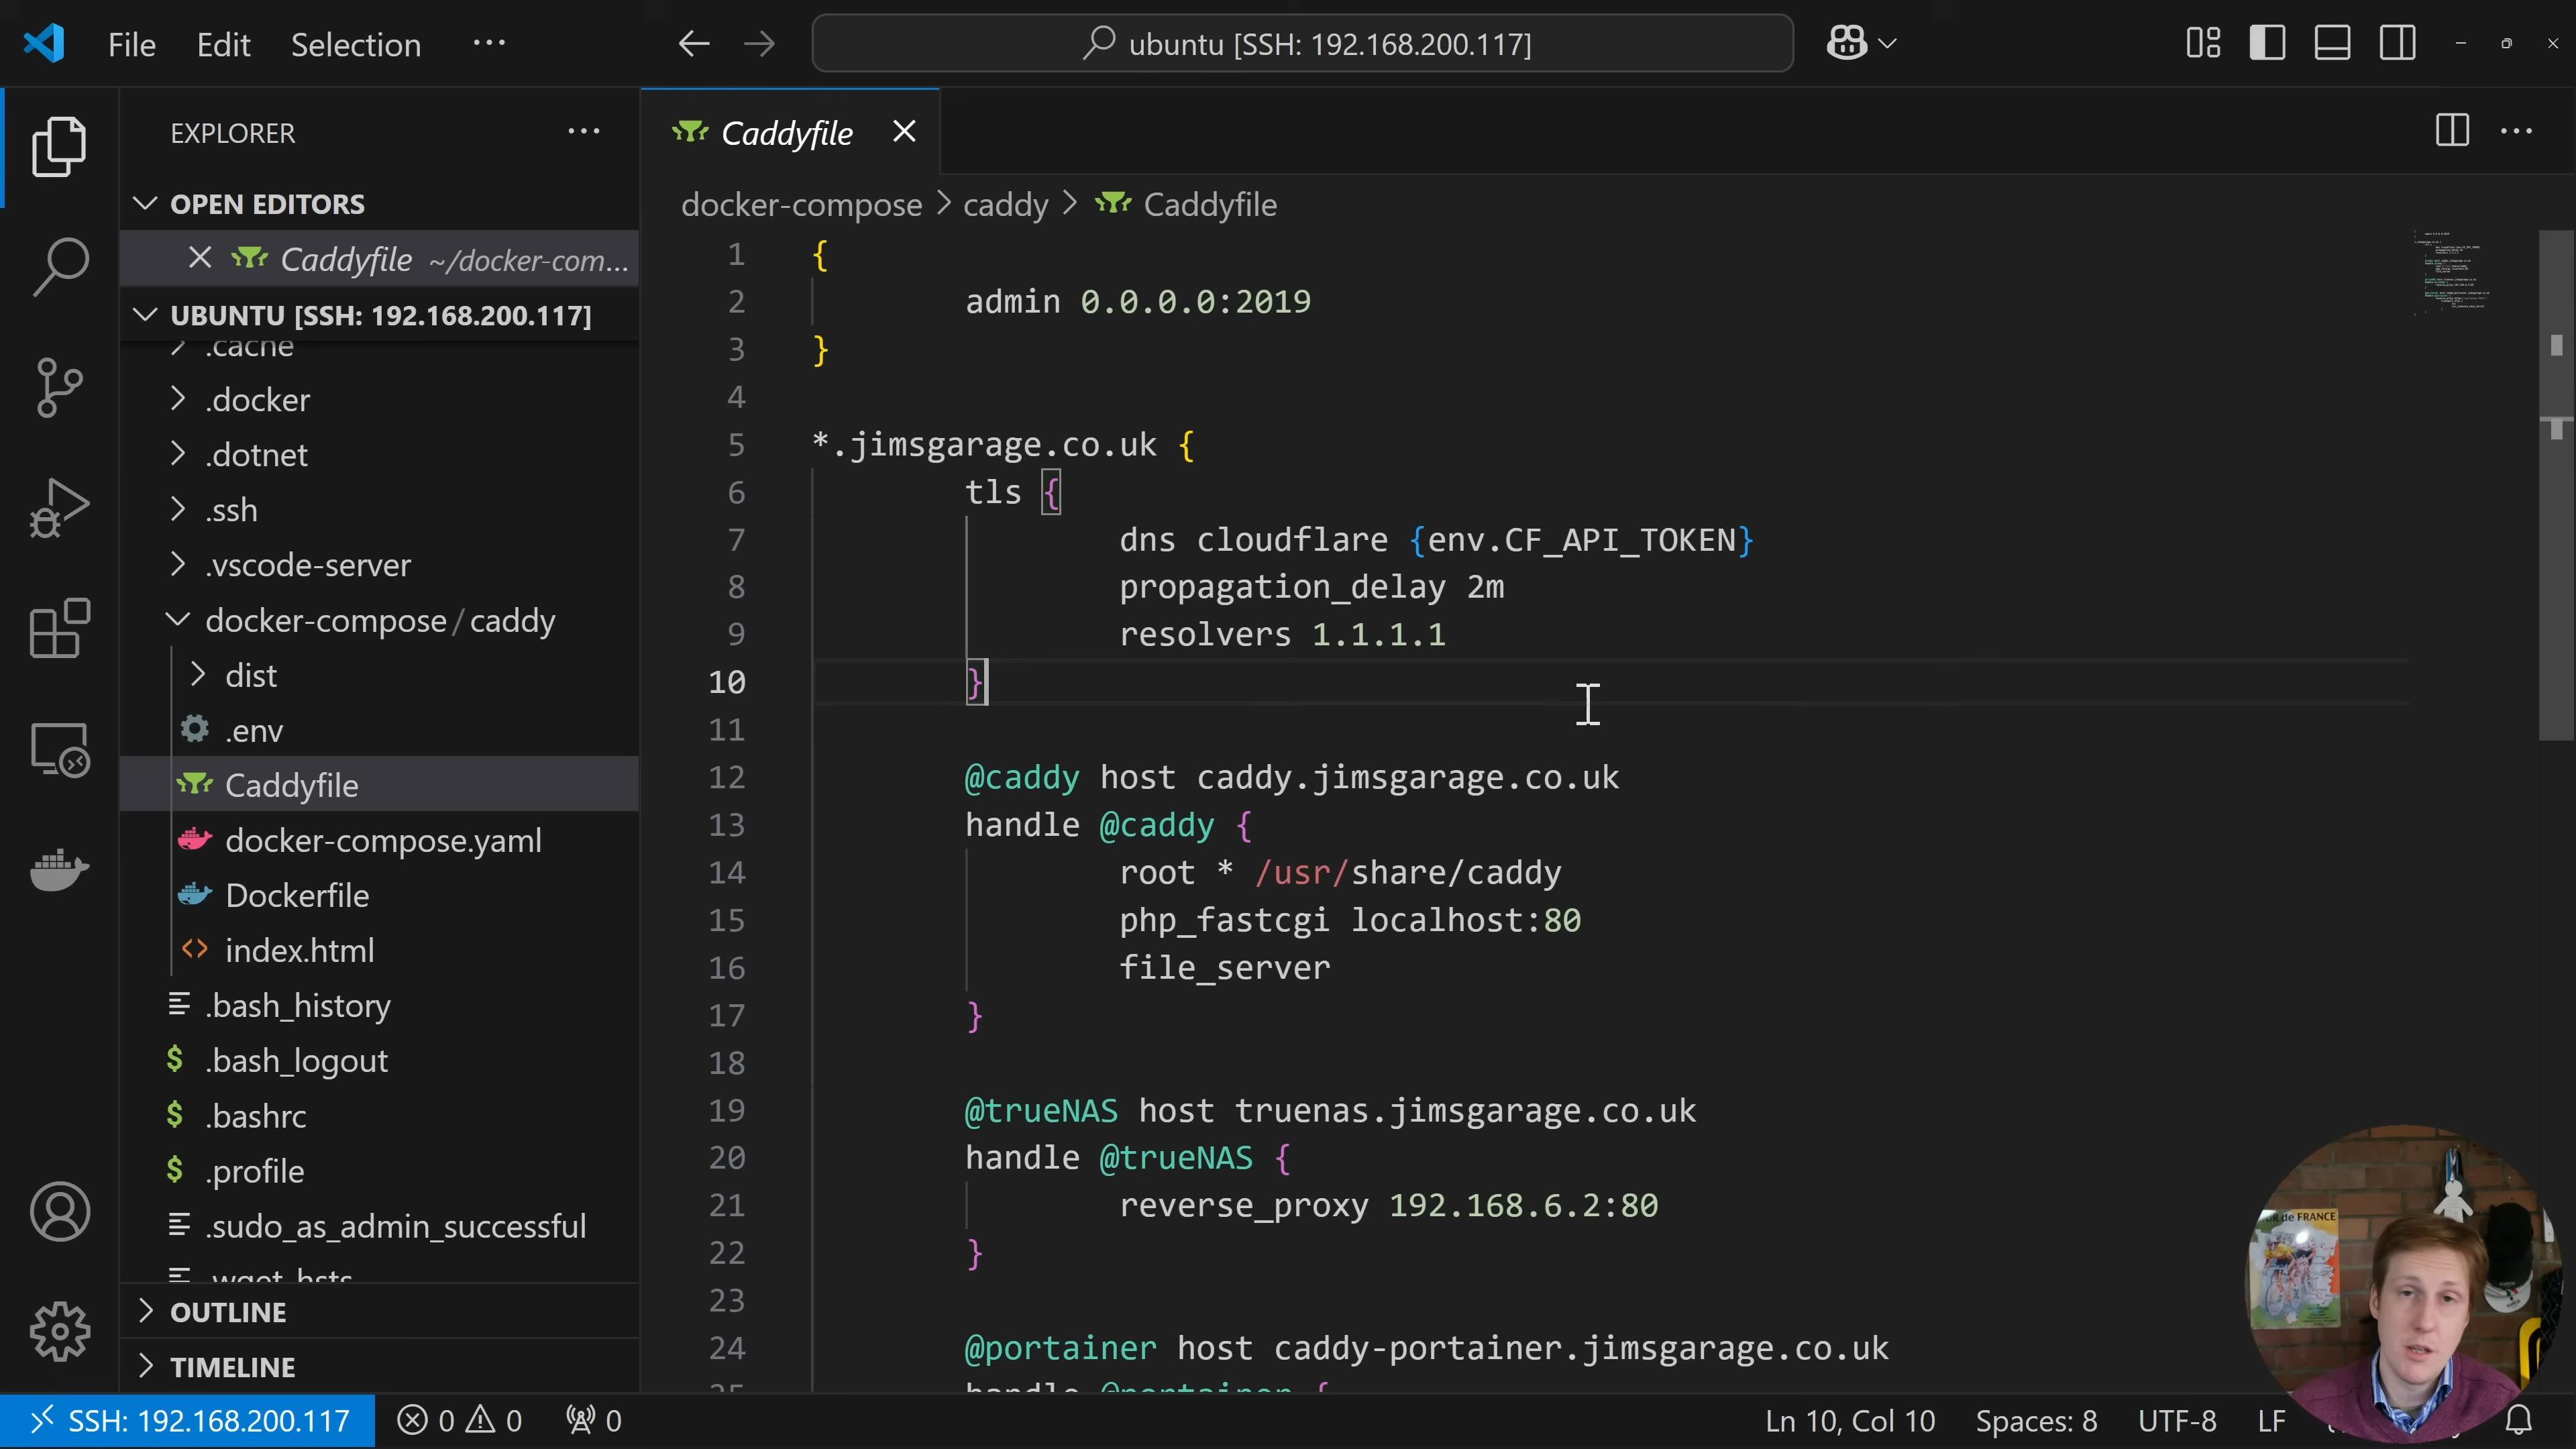 File Edit Selection ···
ubuntu [SSH: 192.168.200.117]
EXPLORER
OPEN EDITORS
Caddyfile ~/docker-com...
UBUNTU [SSH: 192.168.200.117]
.cache
.docker
.dotnet
.ssh
.vscode-server
docker-compose / caddy
dist
.env
Caddyfile
docker-compose.yaml
Dockerfile
index.html
.bash_history
.bash_logout
.bashrc
.profile
.sudo_as_admin_successful
OUTLINE
TIMELINE
Caddyfile
docker-compose > caddy > Caddyfile
1 {
2 admin 0.0.0.0:2019
3 }
4
5 *.jimsgarage.co.uk {
6 tls {
7 dns cloudflare {env.CF_API_TOKEN}
8 propagation_delay 2m
9 resolvers 1.1.1.1
10 }
11
12 @caddy host caddy.jimsgarage.co.uk
13 handle @caddy {
14 root * /usr/share/caddy
15 php_fastcgi localhost:80
16 file_server
17 }
18
19 @trueNAS host truenas.jimsgarage.co.uk
20 handle @trueNAS {
21 reverse_proxy 192.168.6.2:80
22 }
23
24 @portainer host caddy-portainer.jimsgarage.co.uk
25 handle @portainer {
de FRANCE
SSH: 192.168.200.117 0 0 0 Ln 10, Col 10 Spaces: 8 UTF-8 LF